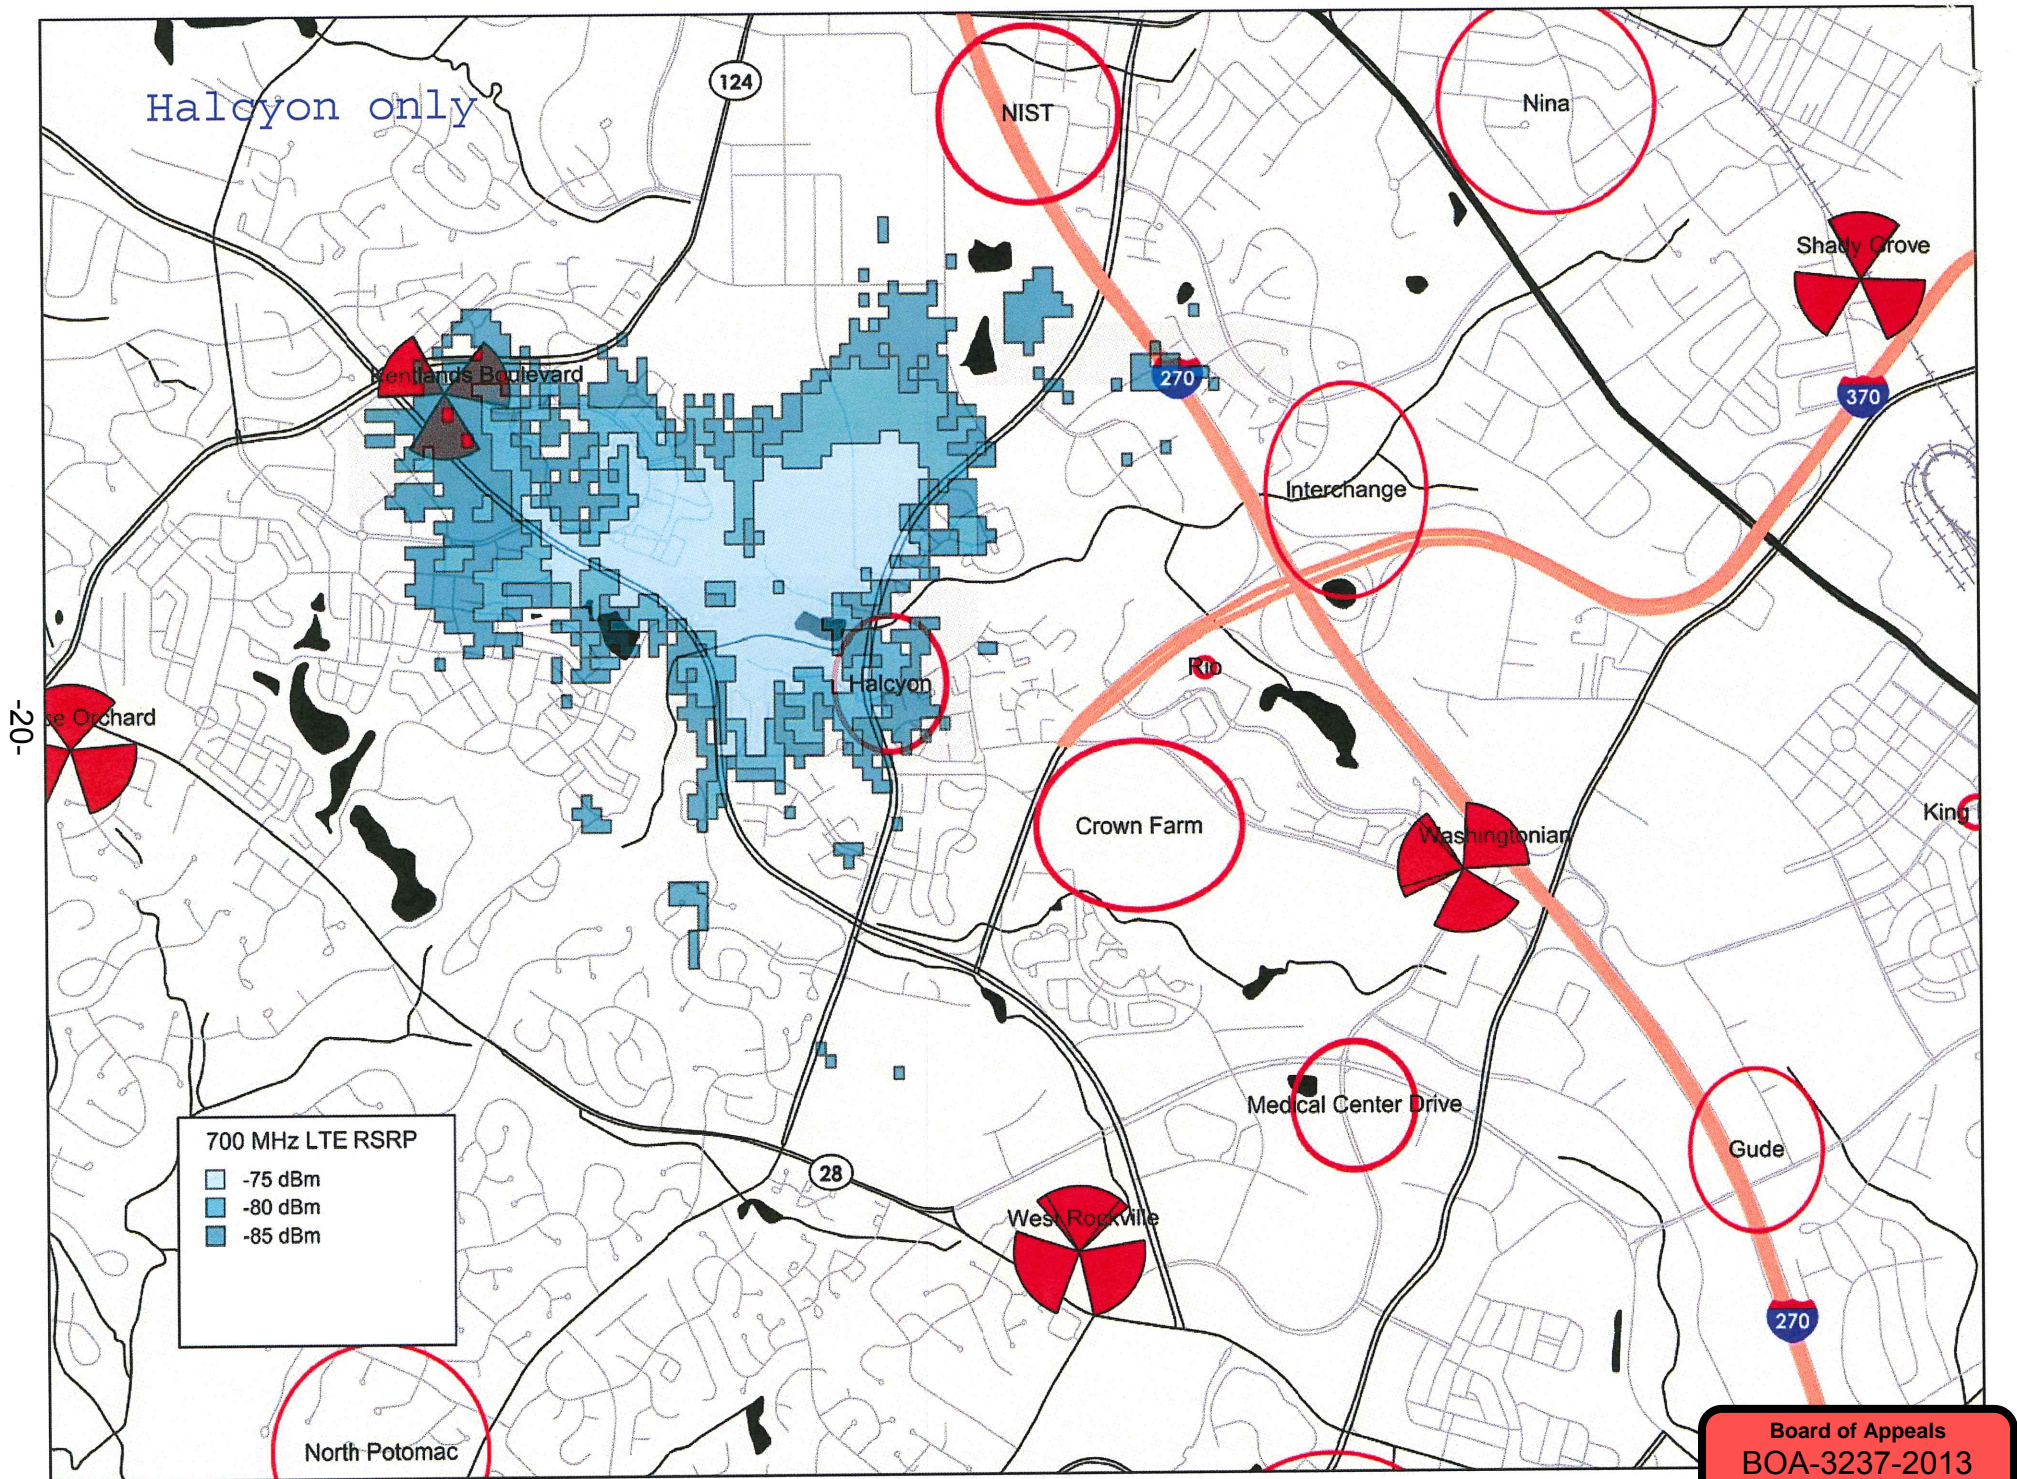 124
Halcyon only
NIST
Nina
Shady Grove
Kentlands Boulevard
270
370
Interchange
Rio
Halcyon
-20-
Orchard
Crown Farm
Washingtonian
King
Medical Center Drive
Gude
700 MHz LTE RSRP
-75 dBm
-80 dBm
-85 dBm
28
West Rockville
270
North Potomac
Board of Appeals
BOA-3237-2013